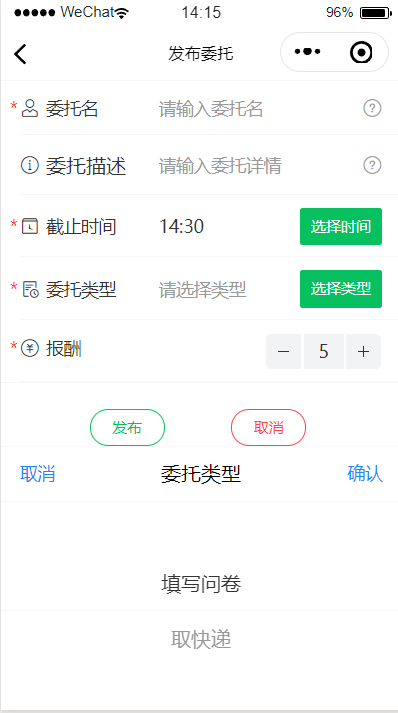 ●●●●● WeChat 14:15 96%
发布委托
* 委托名 请输入委托名 ?
委托描述 请输入委托详情 ?
* 截止时间 14:30 选择时间
* 委托类型 请选择类型 选择类型
* 报酬 － 5 ＋
发布 取消
取消 委托类型 确认
填写问卷
取快递